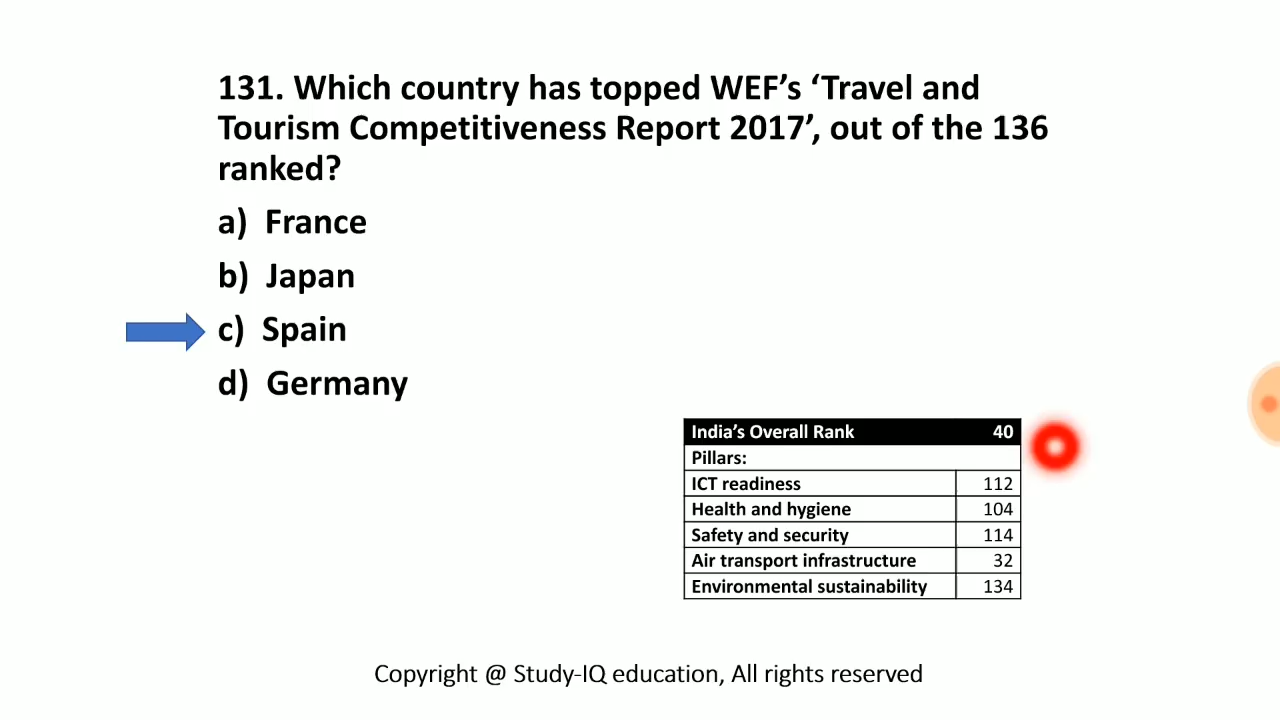 131. Which country has topped WEF’s ‘Travel and
Tourism Competitiveness Report 2017’, out of the 136
ranked?
a) France
b) Japan
c) Spain
d) Germany
India’s Overall Rank 40
Pillars:
ICT readiness 112
Health and hygiene 104
Safety and security 114
Air transport infrastructure 32
Environmental sustainability 134
Copyright @ Study-IQ education, All rights reserved